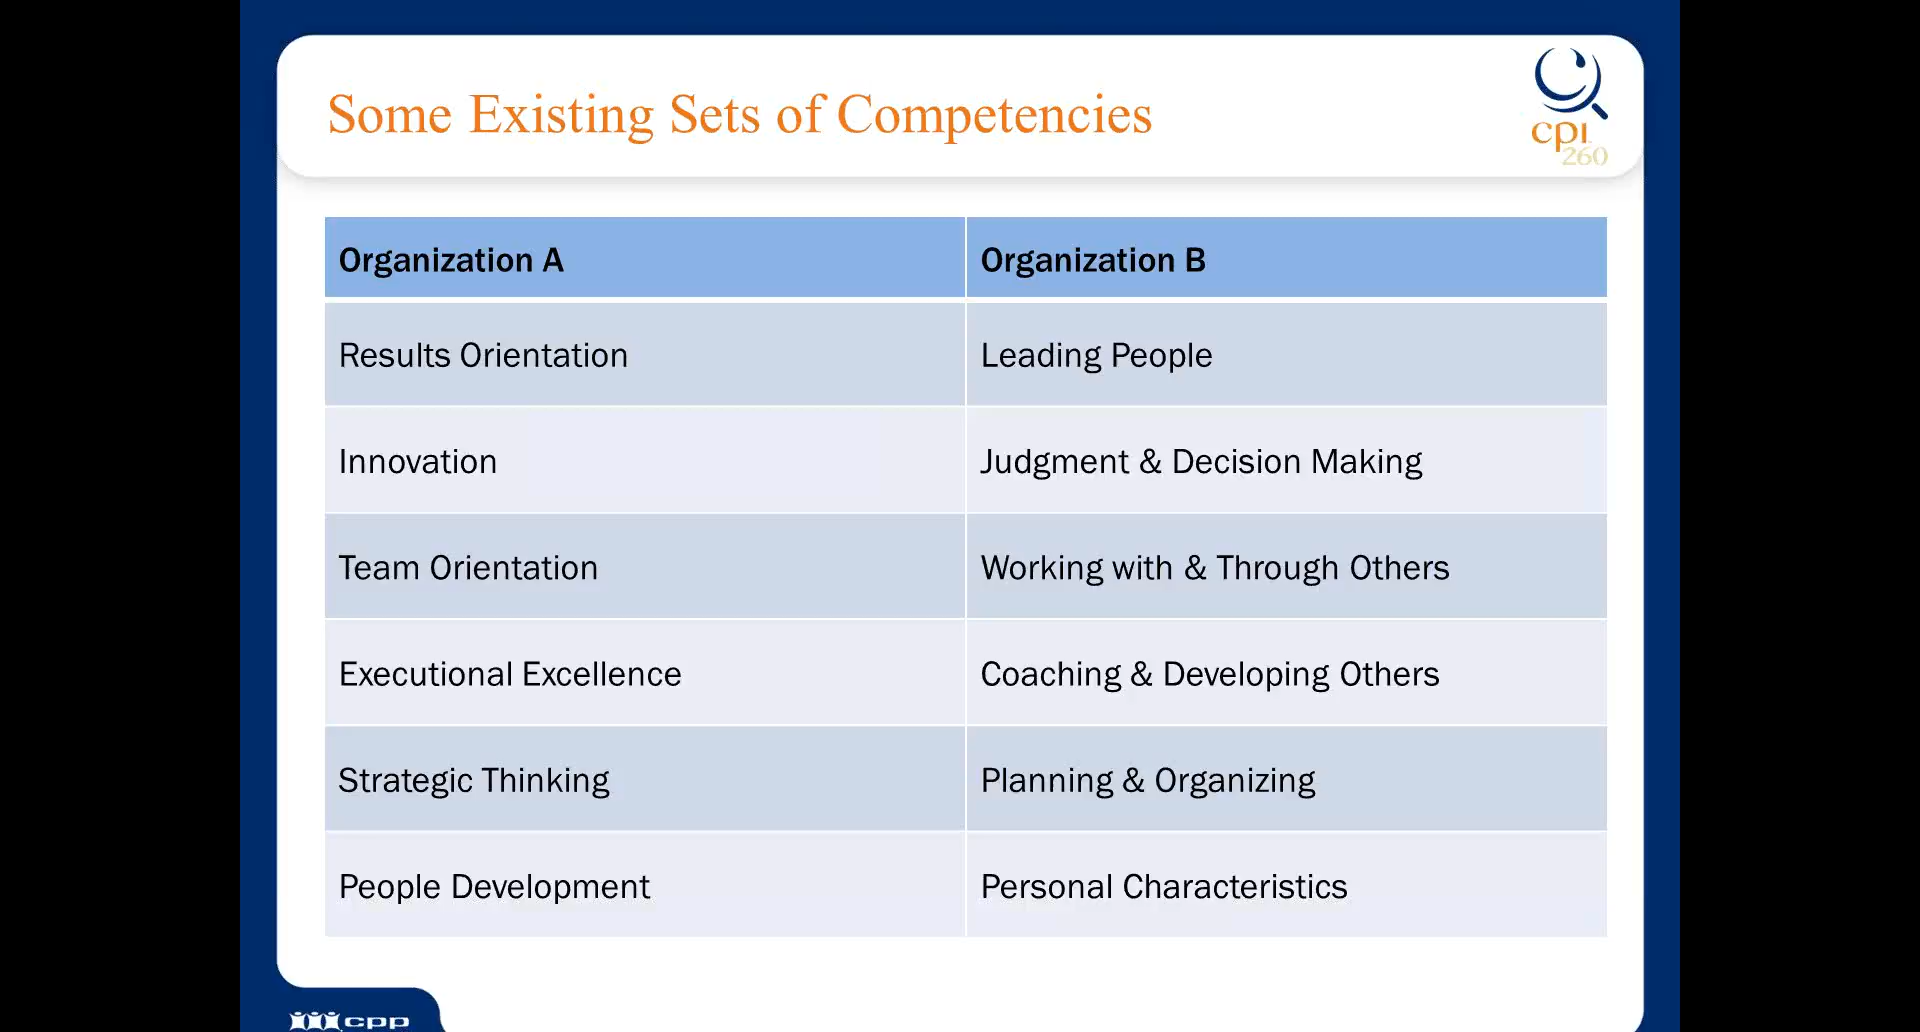 Some Existing Sets of Competencies
cpi
260
Organization A
Organization B
Results Orientation
Leading People
Innovation
Judgment & Decision Making
Team Orientation
Working with & Through Others
Executional Excellence
Coaching & Developing Others
Strategic Thinking
Planning & Organizing
People Development
Personal Characteristics
cpp